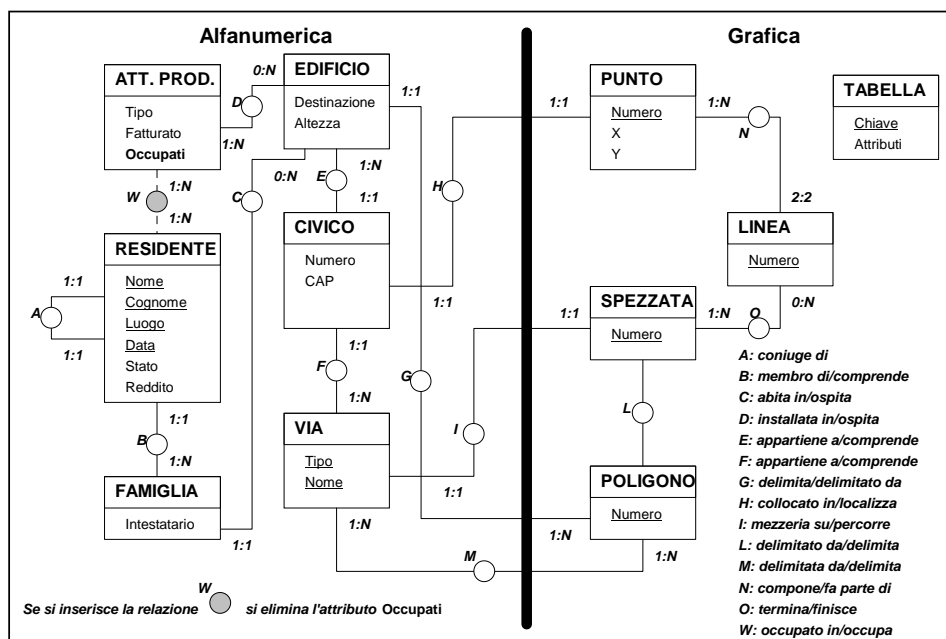 Alfanumerica
Grafica
ATT. PROD.
Tipo
Fatturato
Occupati
0:N
D
1:N
EDIFICIO
Destinazione
Altezza
1:1
0:N
1:N
E
1:1
C
1:N
W
1:N
RESIDENTE
Nome
Cognome
Luogo
Data
Stato
Reddito
1:1
A
1:1
1:1
B
1:N
FAMIGLIA
Intestatario
1:1
CIVICO
Numero
CAP
1:1
H
1:1
1:1
F
1:N
G
VIA
Tipo
Nome
1:1
I
1:1
1:N
M
PUNTO
Numero
X
Y
1:N
N
2:2
LINEA
Numero
0:N
O
1:N
SPEZZATA
Numero
L
POLIGONO
Numero
1:N
1:N
TABELLA
Chiave
Attributi
A: coniuge di
B: membro di/comprende
C: abita in/ospita
D: installata in/ospita
E: appartiene a/comprende
F: appartiene a/comprende
G: delimita/delimitato da
H: collocato in/localizza
I: mezzeria su/percorre
L: delimitato da/delimita
M: delimitata da/delimita
N: compone/fa parte di
O: termina/finisce
W: occupato in/occupa
W
Se si inserisce la relazione si elimina l'attributo Occupati